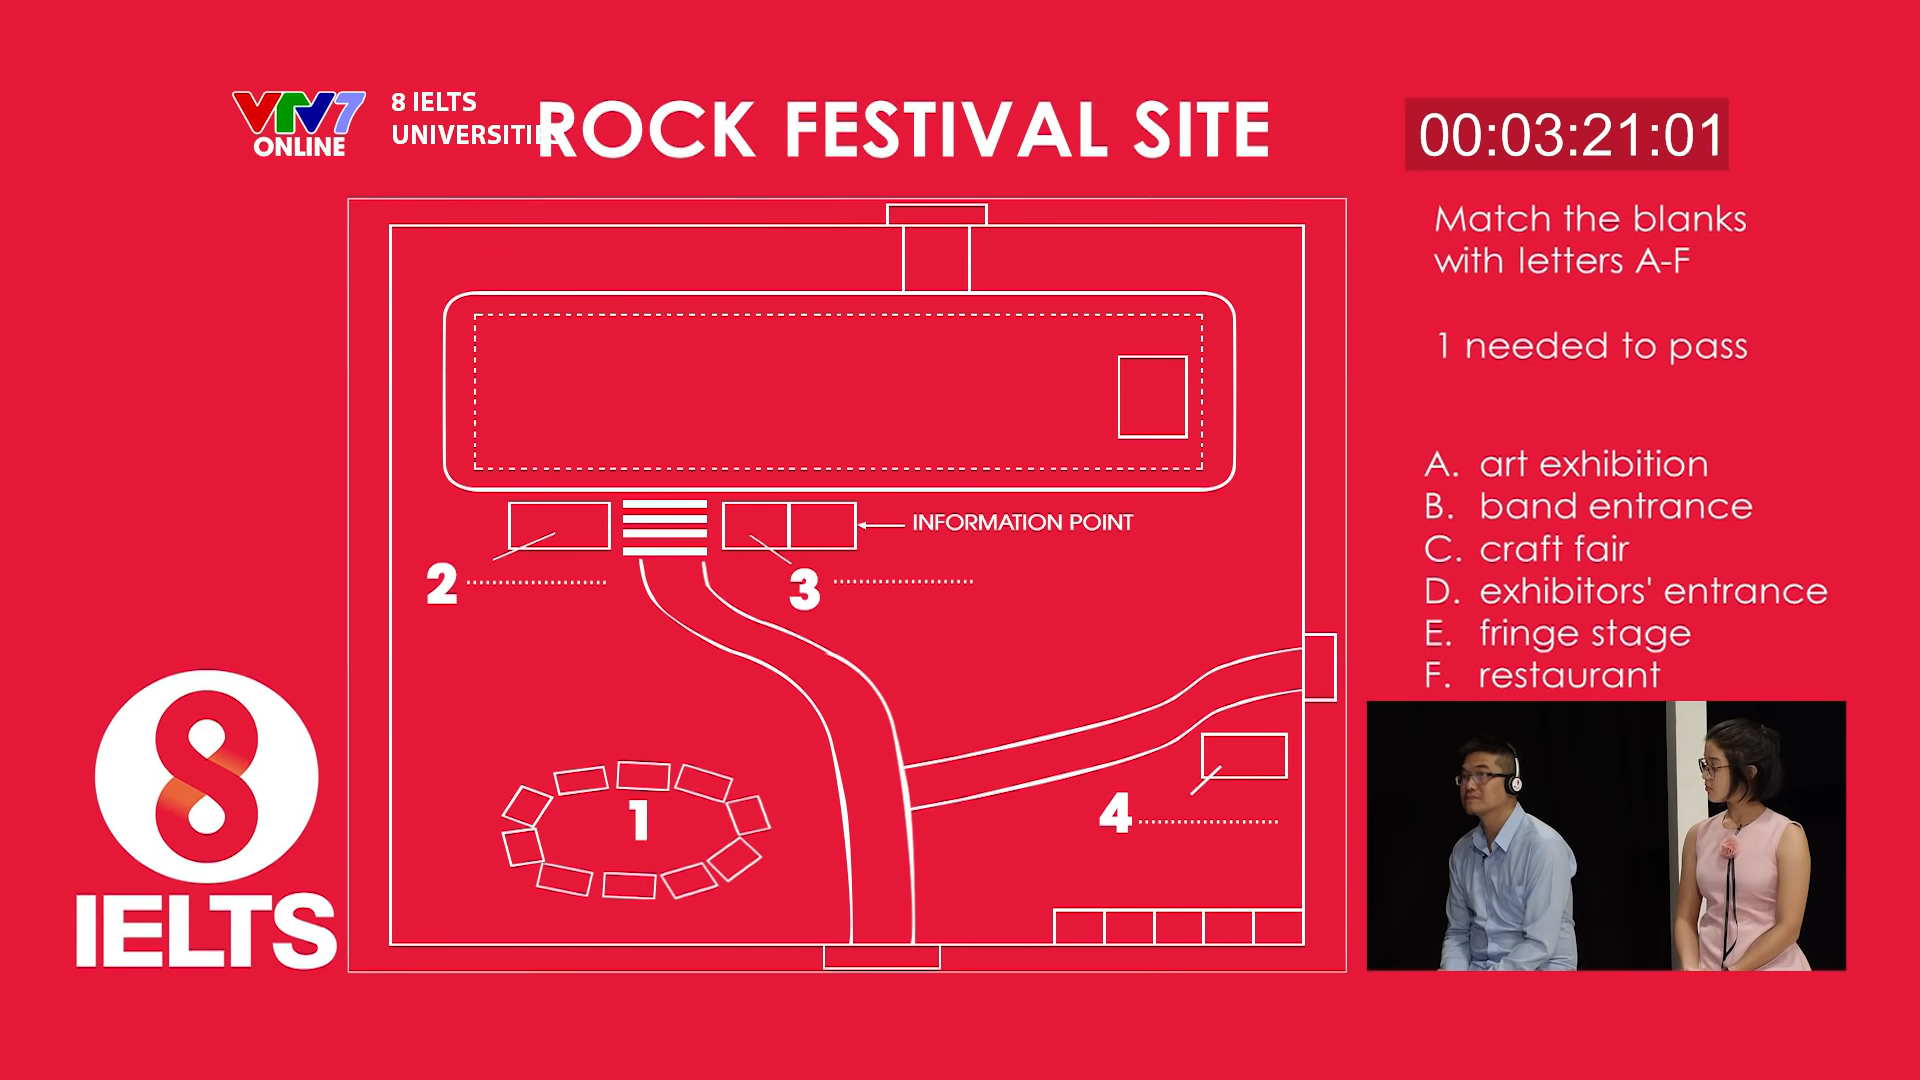 VTV7
ONLINE
8 IELTS
UNIVERSITIE
ROCK FESTIVAL SITE
00:03:21:01
Match the blanks
with letters A-F
1 needed to pass
A. art exhibition
B. band entrance
C. craft fair
D. exhibitors' entrance
E. fringe stage
F. restaurant
INFORMATION POINT
2 ......................
3 ......................
1
4 ......................
8
IELTS